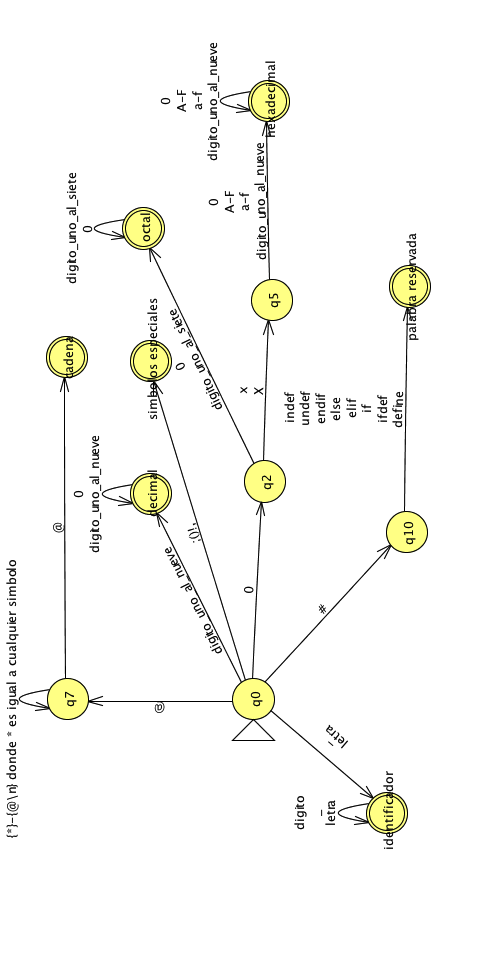 {*}-{@\n} donde * es igual a cualquier simbolo
q7
@
cadena
@
0
digito_uno_al_nueve
decimal
digito_uno_al_siete
0
octal
simbolos especiales
digito_uno_al_nueve
0
digito_uno_al_siete
0
A-F
a-f
digito_uno_al_nueve
hexadecimal
0
A-F
a-f
digito_uno_al_nueve
q0
0
q2
x
X
q5
#
q10
indef
undef
endif
else
elif
if
ifdef
define
palabra reservada
_
letra
digito
_
letra
identificador